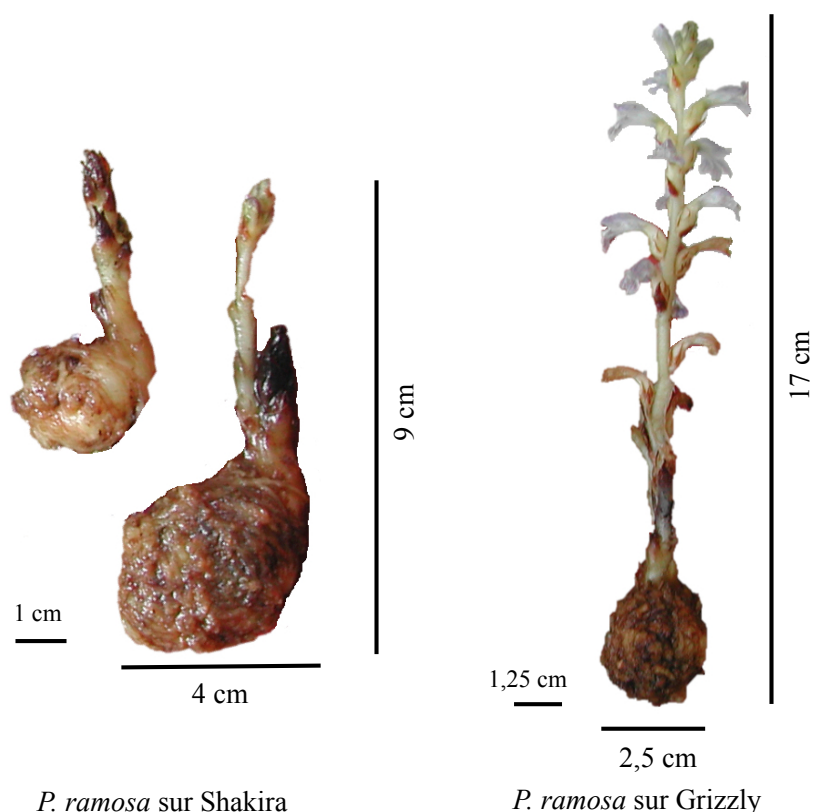 1 cm
4 cm
9 cm
P. ramosa sur Shakira
1,25 cm
2,5 cm
17 cm
P. ramosa sur Grizzly